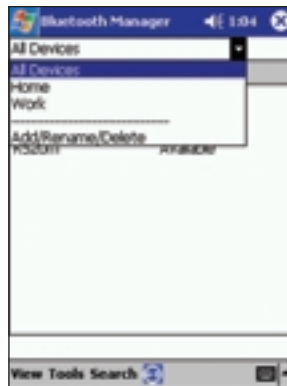 Bluetooth Manager 1:04
All Devices
All Devices
Home
Work
Add/Rename/Delete
Available
View Tools Search